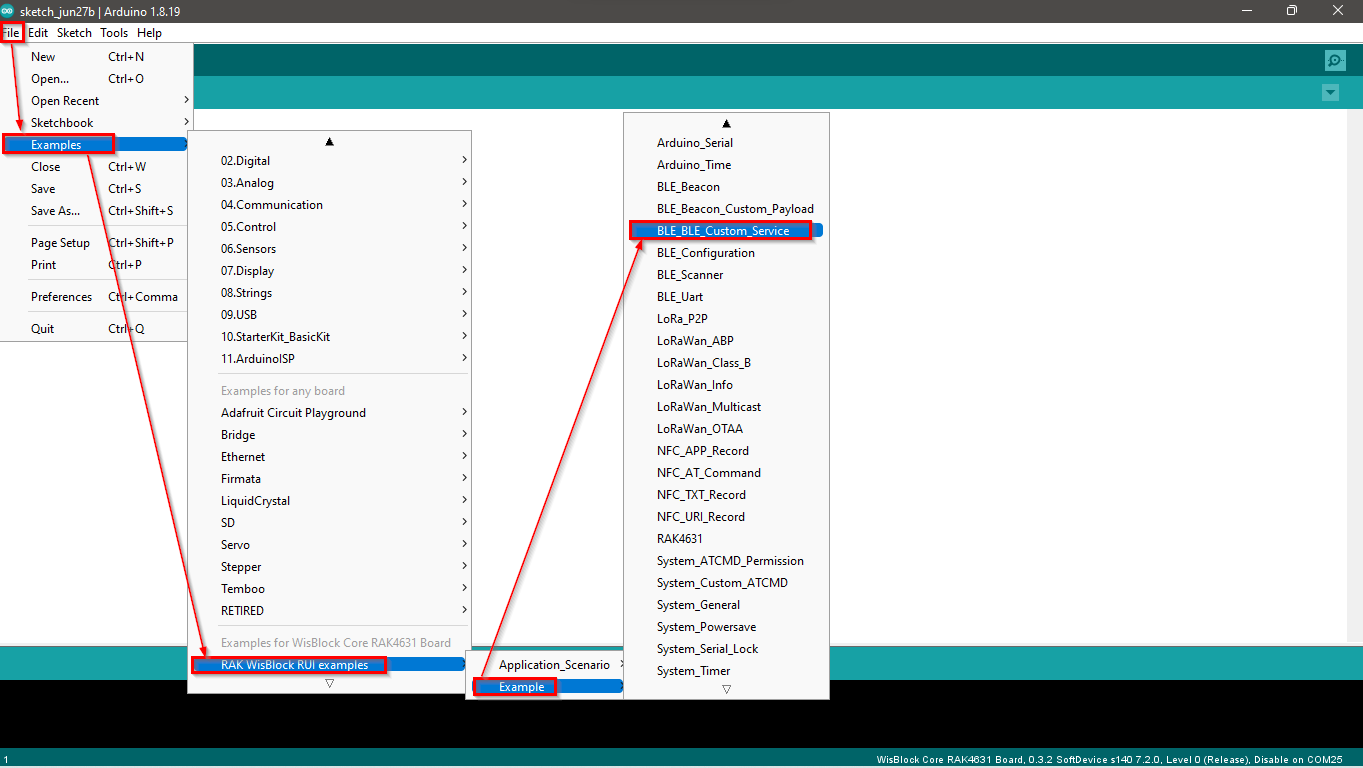 sketch_jun27b | Arduino 1.8.19
File Edit Sketch Tools Help
New Ctrl+N
Open... Ctrl+O
Open Recent
Sketchbook
Examples
Close Ctrl+W
Save Ctrl+S
Save As... Ctrl+Shift+S
Page Setup Ctrl+Shift+P
Print Ctrl+P
Preferences Ctrl+Comma
Quit Ctrl+Q
02.Digital
03.Analog
04.Communication
05.Control
06.Sensors
07.Display
08.Strings
09.USB
10.StarterKit_BasicKit
11.ArduinoISP
Examples for any board
Adafruit Circuit Playground
Bridge
Ethernet
Firmata
LiquidCrystal
SD
Servo
Stepper
Temboo
RETIRED
Examples for WisBlock Core RAK4631 Board
RAK WisBlock RUI examples
Application_Scenario
Example
Arduino_Serial
Arduino_Time
BLE_Beacon
BLE_Beacon_Custom_Payload
BLE_BLE_Custom_Service
BLE_Configuration
BLE_Scanner
BLE_Uart
LoRa_P2P
LoRaWan_ABP
LoRaWan_Class_B
LoRaWan_Info
LoRaWan_Multicast
LoRaWan_OTAA
NFC_APP_Record
NFC_AT_Command
NFC_TXT_Record
NFC_URI_Record
RAK4631
System_ATCMD_Permission
System_Custom_ATCMD
System_General
System_Powersave
System_Serial_Lock
System_Timer
1
WisBlock Core RAK4631 Board, 0.3.2 SoftDevice s140 7.2.0, Level 0 (Release), Disable on COM25